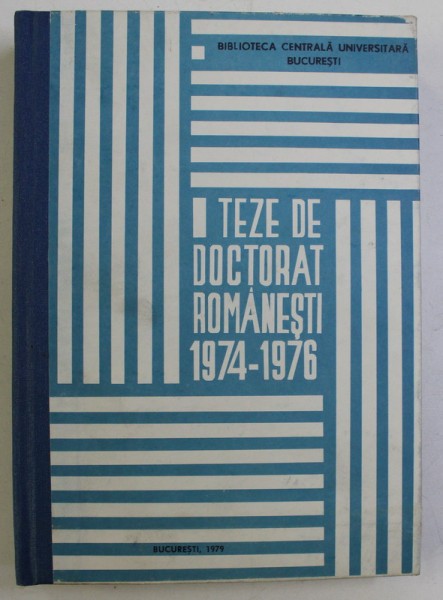 BIBLIOTECA CENTRALĂ UNIVERSITARĂ
BUCUREȘTI
TEZE DE
DOCTORAT
ROMÂNEȘTI
1974-1976
BUCUREȘTI, 1979